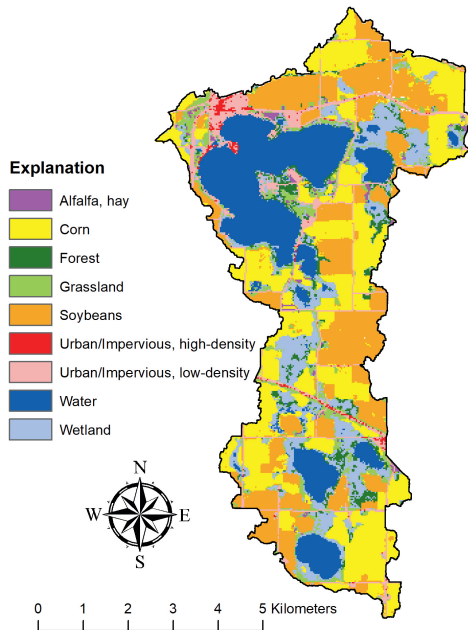 Explanation
Alfalfa, hay
Corn
Forest
Grassland
Soybeans
Urban/Impervious, high-density
Urban/Impervious, low-density
Water
Wetland
N
W E
S
0 1 2 3 4 5 Kilometers